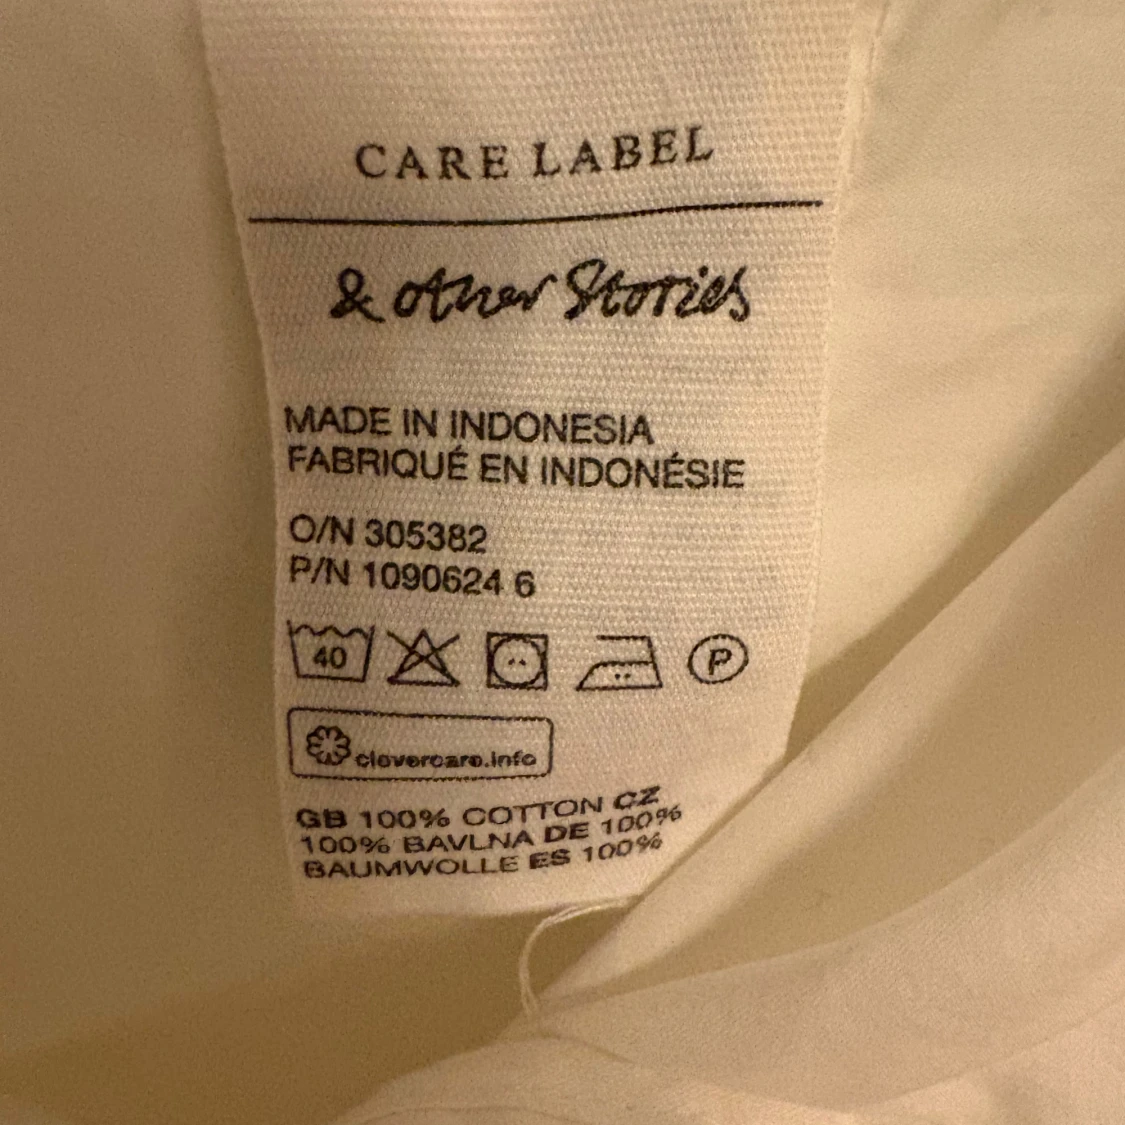 CARE LABEL
& other Stories
MADE IN INDONESIA
FABRIQUÉ EN INDONÉSIE
O/N 305382
P/N 1090624 6
40
P
clevercare.info
GB 100% COTTON CZ
100% BAVLNA DE 100%
BAUMWOLLE ES 100%